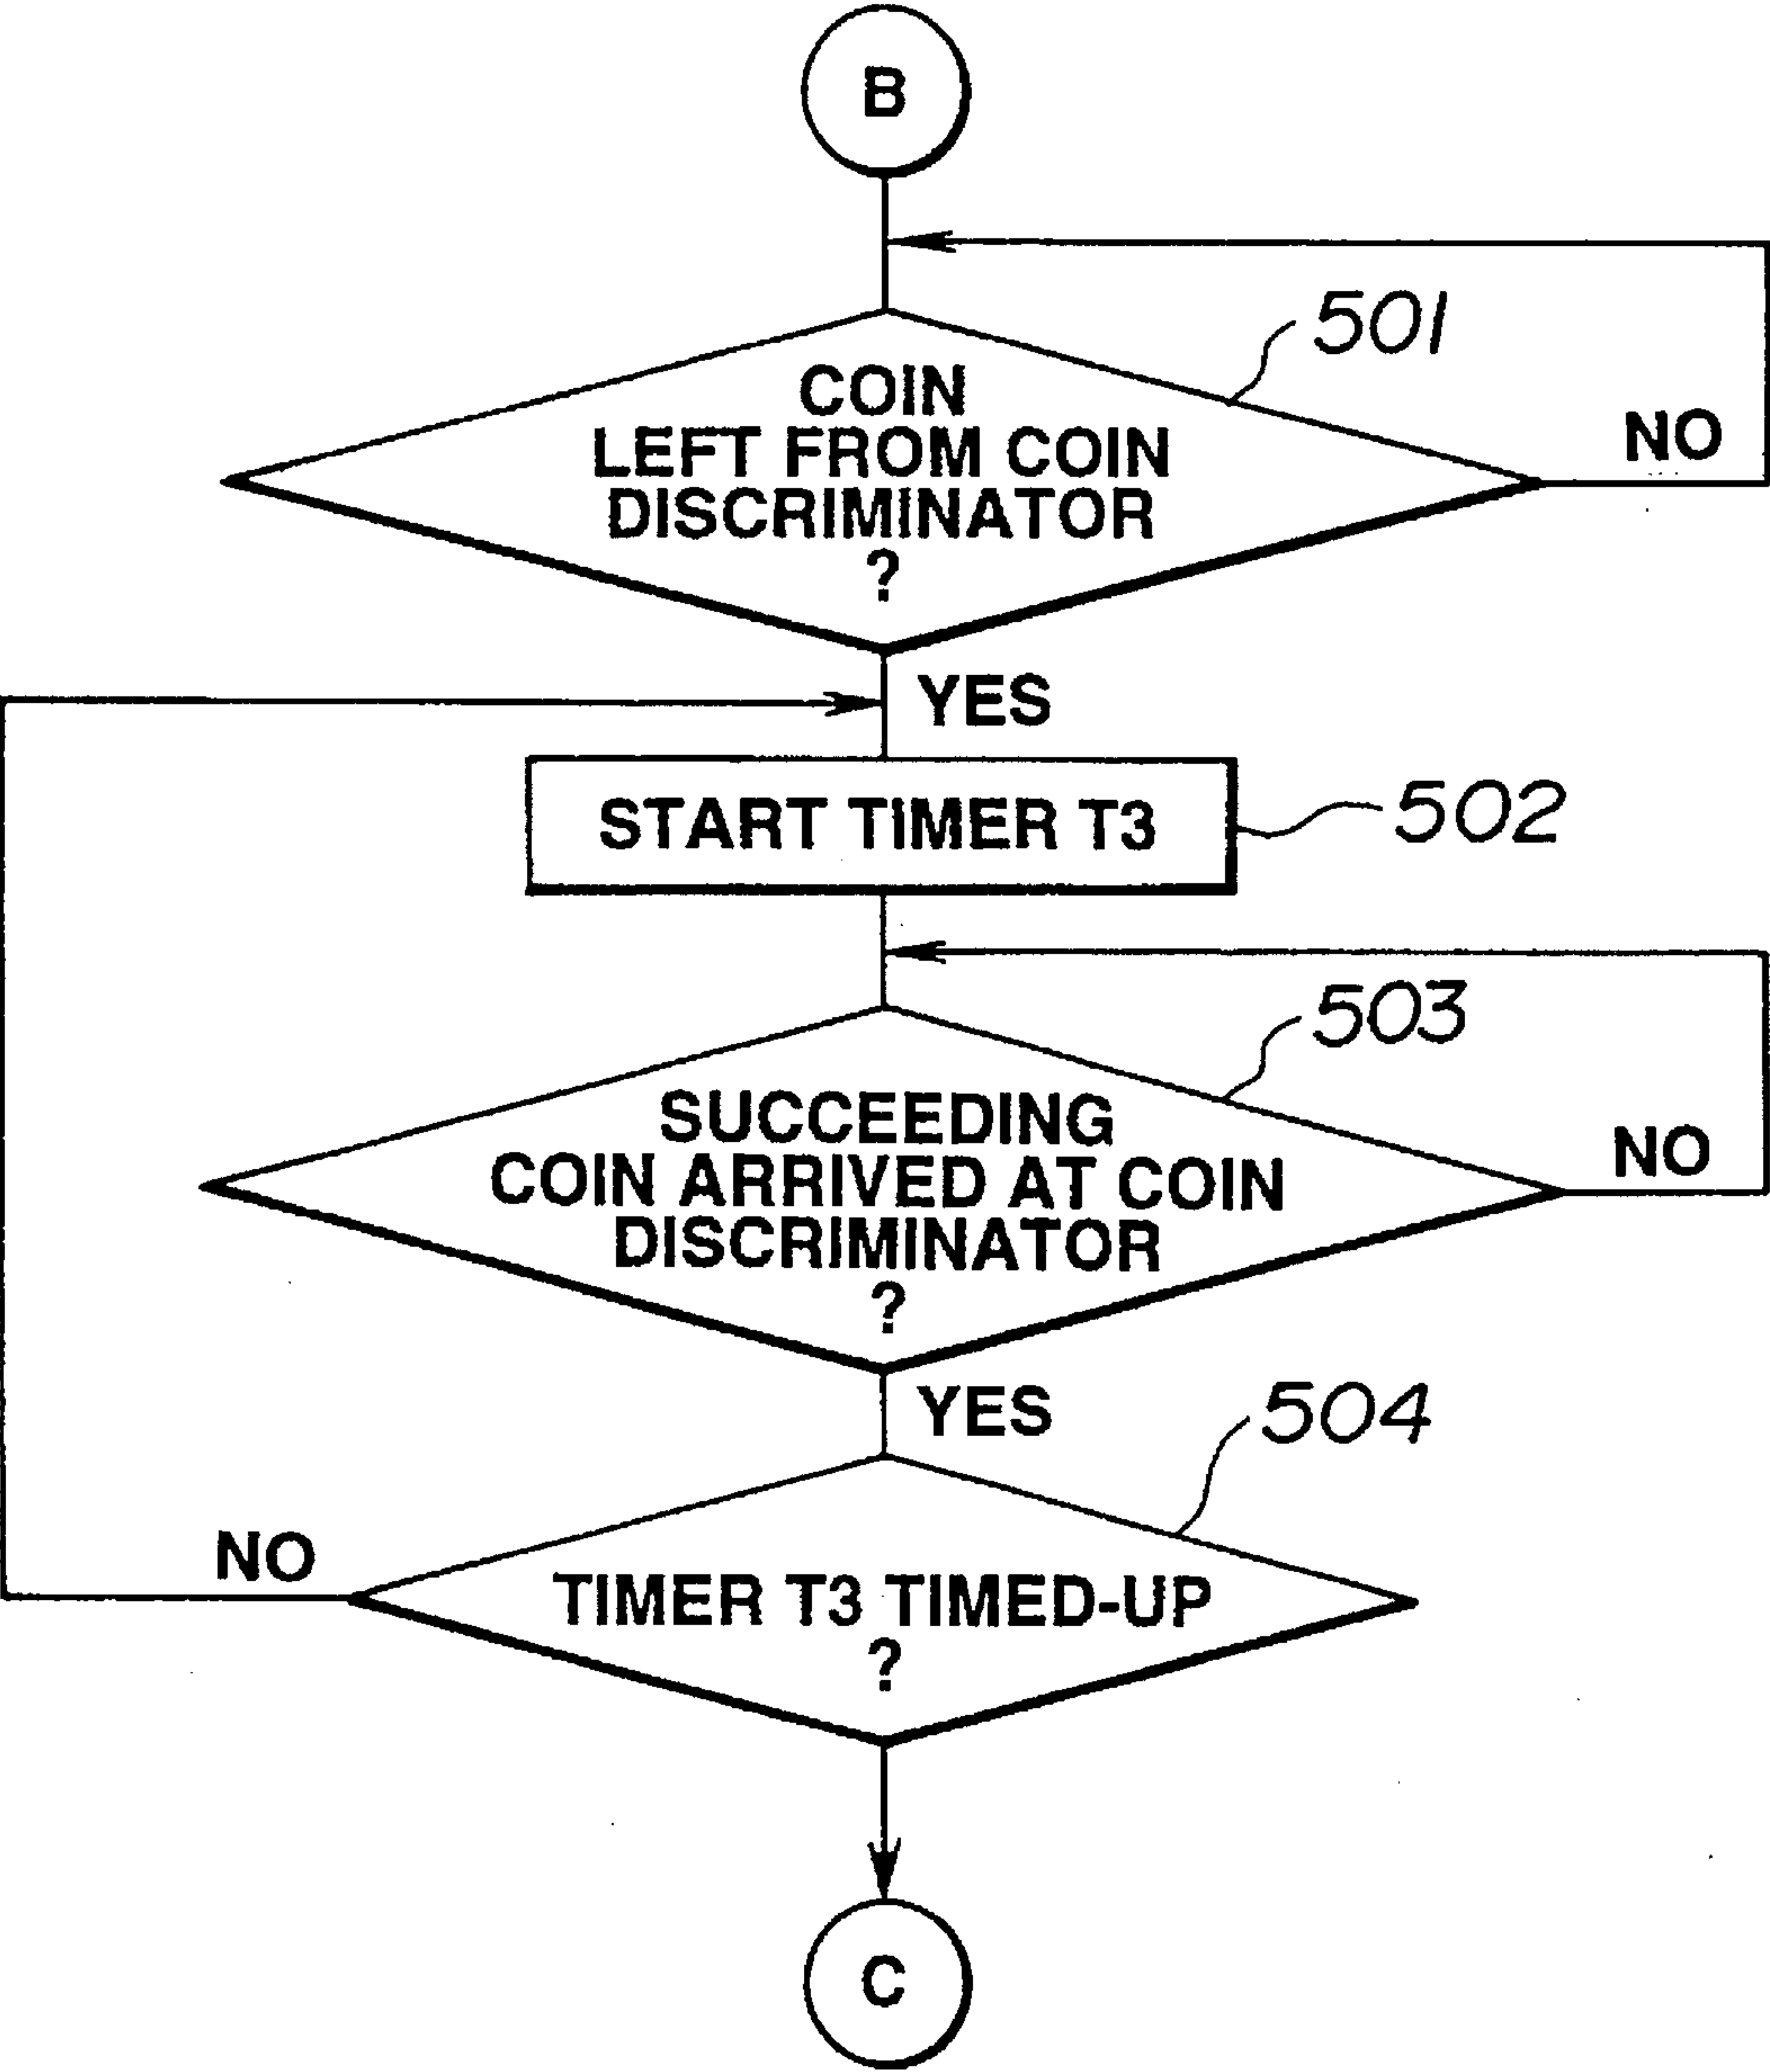 B
501
COIN
LEFT FROM COIN
DISCRIMINATOR
?
NO
YES
START TIMER T3
502
503
SUCCEEDING
COIN ARRIVED AT COIN
DISCRIMINATOR
?
NO
YES
504
NO
TIMER T3 TIMED-UP
?
C